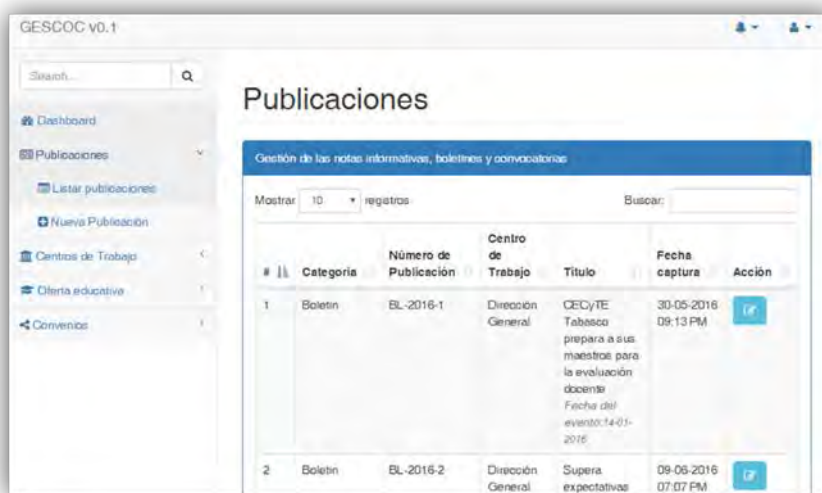 GESCOC v0.1
Search...
Dashboard
Publicaciones
Listar publicaciones
Nueva Publicación
Centros de Trabajo
Oferta educativa
Convenios
Publicaciones
Gestión de las notas informativas, boletines y convocatorias
Mostrar 10 registros
Buscar:
Centro
Número de de Fecha
# Categoria Publicación Trabajo Titulo captura Acción
1 Boletin BL-2016-1 Dirección CECyTE 30-05-2016
General Tabasco 09:13 PM
prepara a sus
maestros para
la evaluación
docente
Fecha del
evento:14-01-
2016
2 Boletin BL-2016-2 Dirección Supera 09-06-2016
General expectativas 07:07 PM